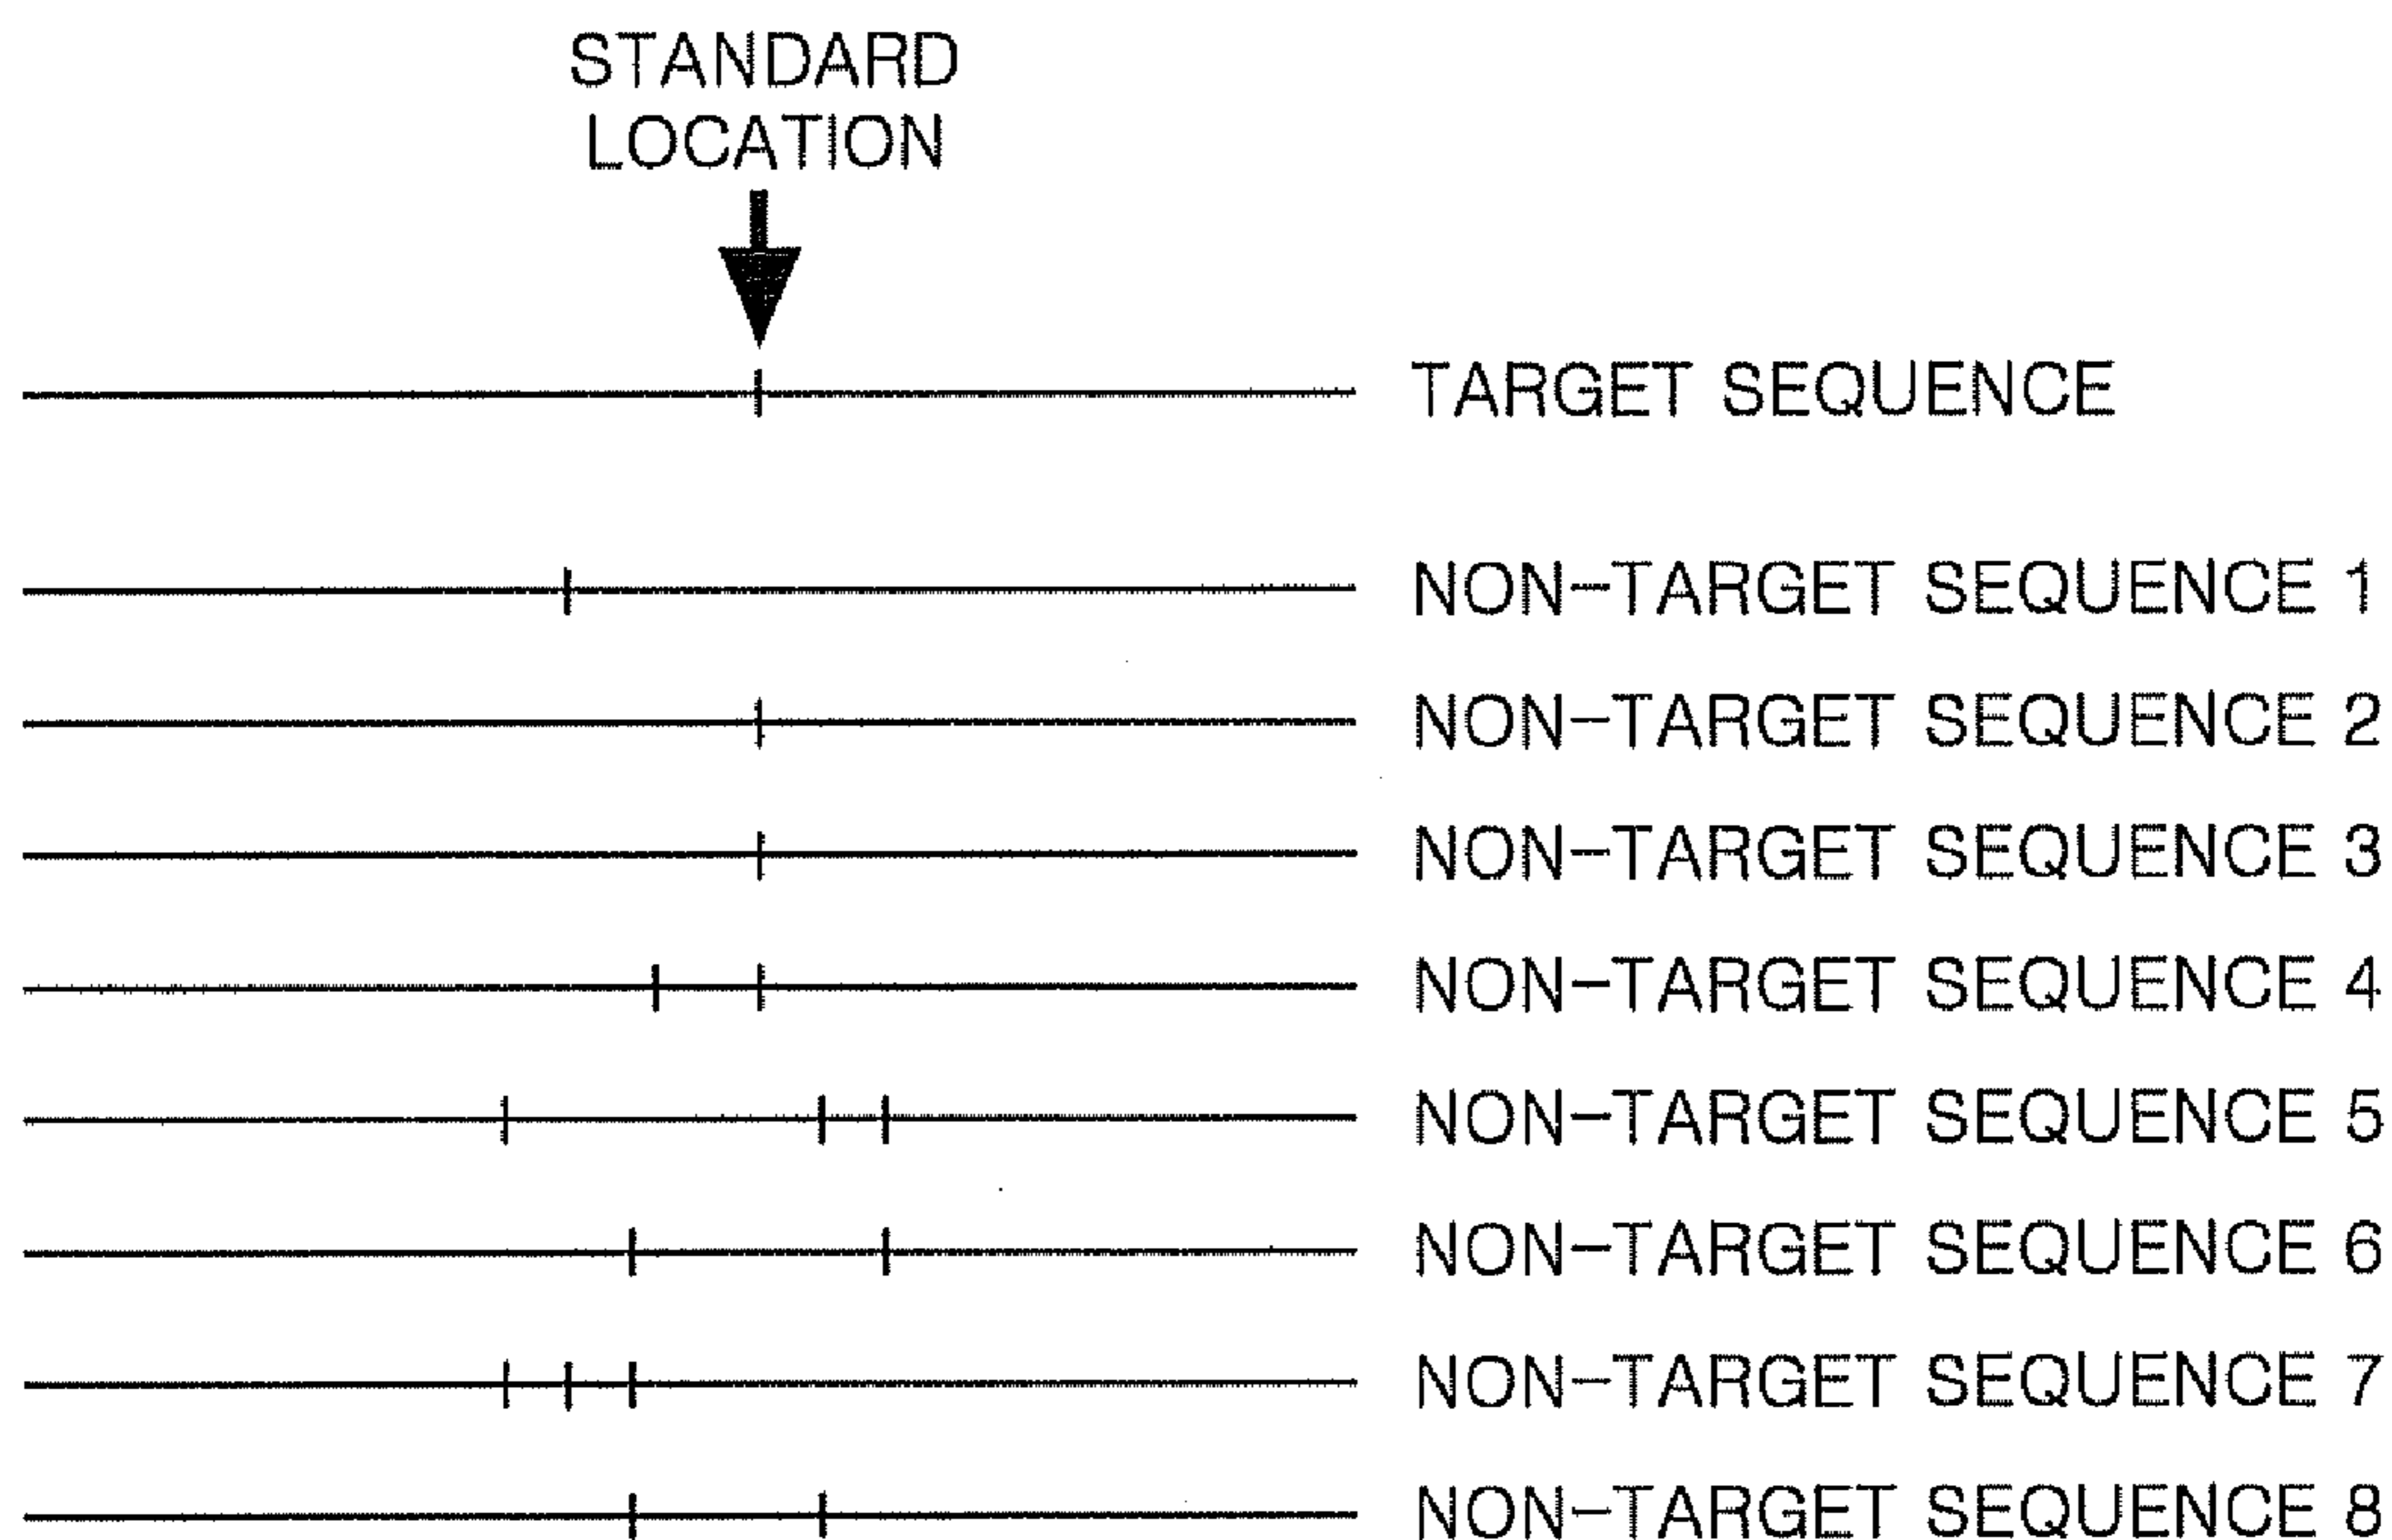 STANDARD
LOCATION
TARGET SEQUENCE
NON-TARGET SEQUENCE 1
NON-TARGET SEQUENCE 2
NON-TARGET SEQUENCE 3
NON-TARGET SEQUENCE 4
NON-TARGET SEQUENCE 5
NON-TARGET SEQUENCE 6
NON-TARGET SEQUENCE 7
NON-TARGET SEQUENCE 8